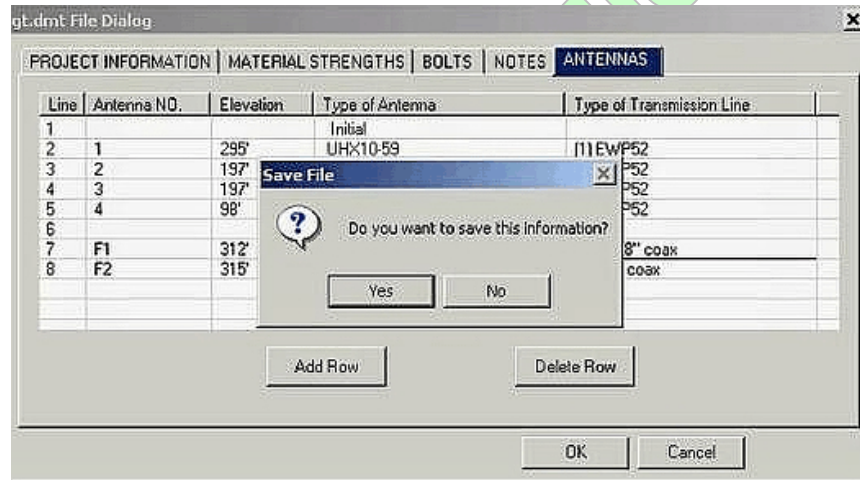 gt.dmt File Dialog
PROJECT INFORMATION MATERIAL STRENGTHS BOLTS NOTES ANTENNAS
Line Antenna NO. Elevation Type of Antenna Type of Transmission Line
1 Initial
2 1 295' UHX10-59 [1] EWP52
3 2 197' P52
4 3 197' P52
5 4 98' P52
6
7 F1 312' 8" coax
8 F2 315' coax
Save File
Do you want to save this information?
Yes No
Add Row Delete Row
OK Cancel